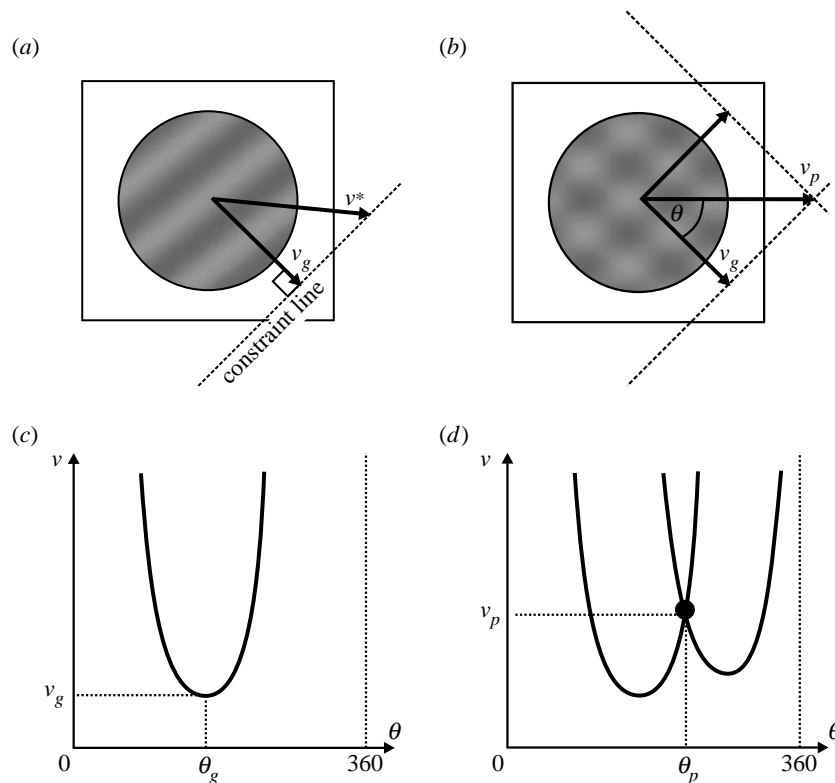 (a)
v*
v_g
constraint line
(b)
v_p
θ
v_g
(c)
v
v_g
0
θ_g
360
θ
(d)
v
v_p
0
θ_p
360
θ